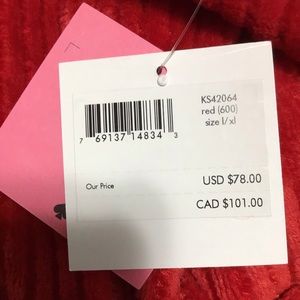 KS42064
red (600)
size l/xl
7 69137 14834 3
Our Price
USD $78.00
CAD $101.00